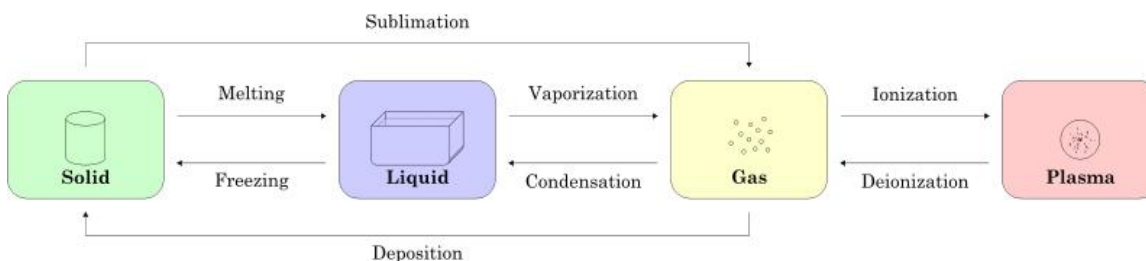 Sublimation
Melting
Vaporization
Ionization
Solid
Freezing
Liquid
Condensation
Gas
Deionization
Plasma
Deposition